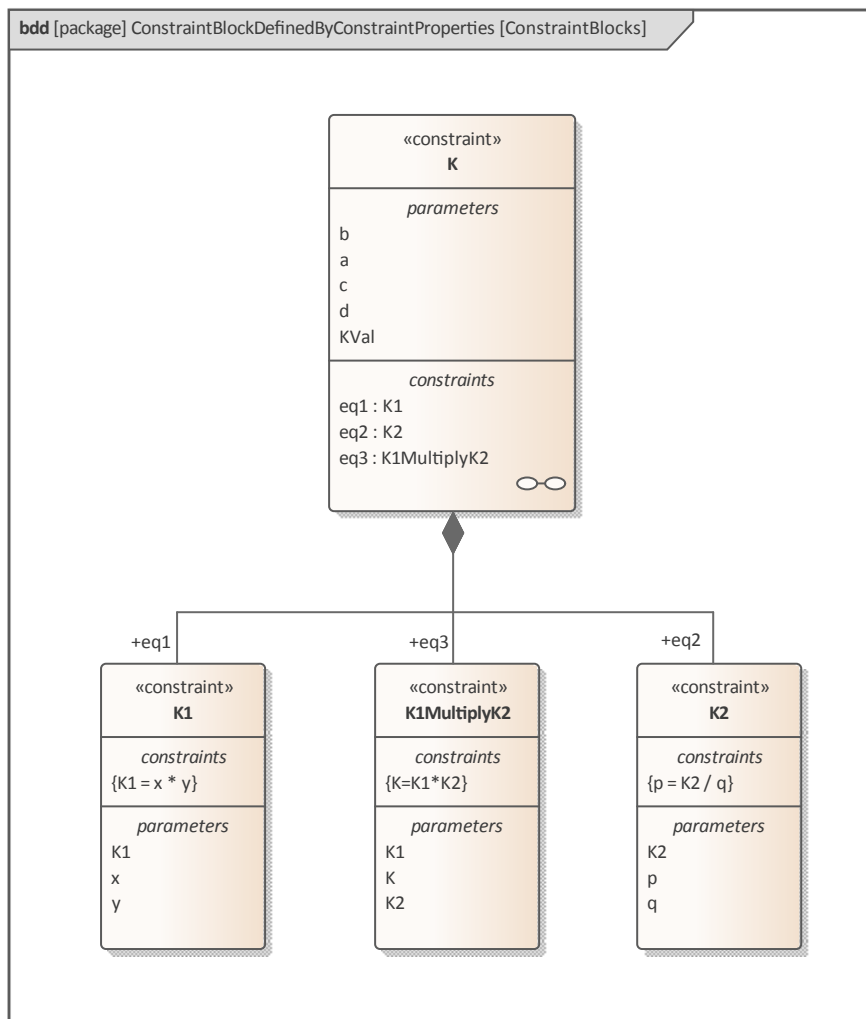 bdd [package] ConstraintBlockDefinedByConstraintProperties [ConstraintBlocks]
«constraint»
K
parameters
b
a
c
d
KVal
constraints
eq1 : K1
eq2 : K2
eq3 : K1MultiplyK2
+eq1
+eq3
+eq2
«constraint»
K1
constraints
{K1 = x * y}
parameters
K1
x
y
«constraint»
K1MultiplyK2
constraints
{K=K1*K2}
parameters
K1
K
K2
«constraint»
K2
constraints
{p = K2 / q}
parameters
K2
p
q